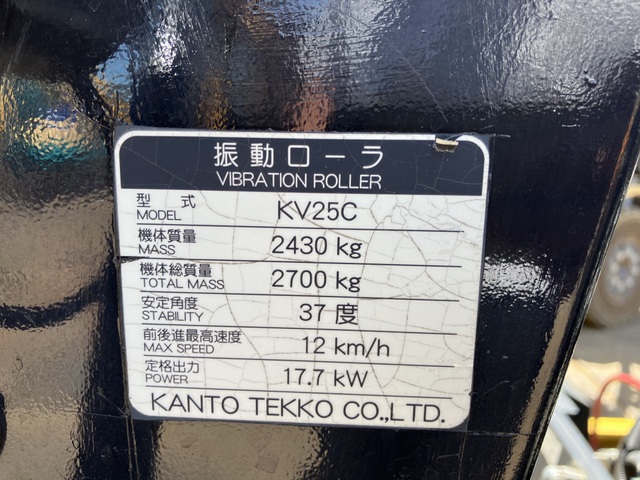 振動ローラ
VIBRATION ROLLER
型 式
MODEL
KV25C
機体質量
MASS
2430 kg
機体総質量
TOTAL MASS
2700 kg
安定角度
STABILITY
37 度
前後進最高速度
MAX SPEED
12 km/h
定格出力
POWER
17.7 kW
KANTO TEKKO CO.,LTD.